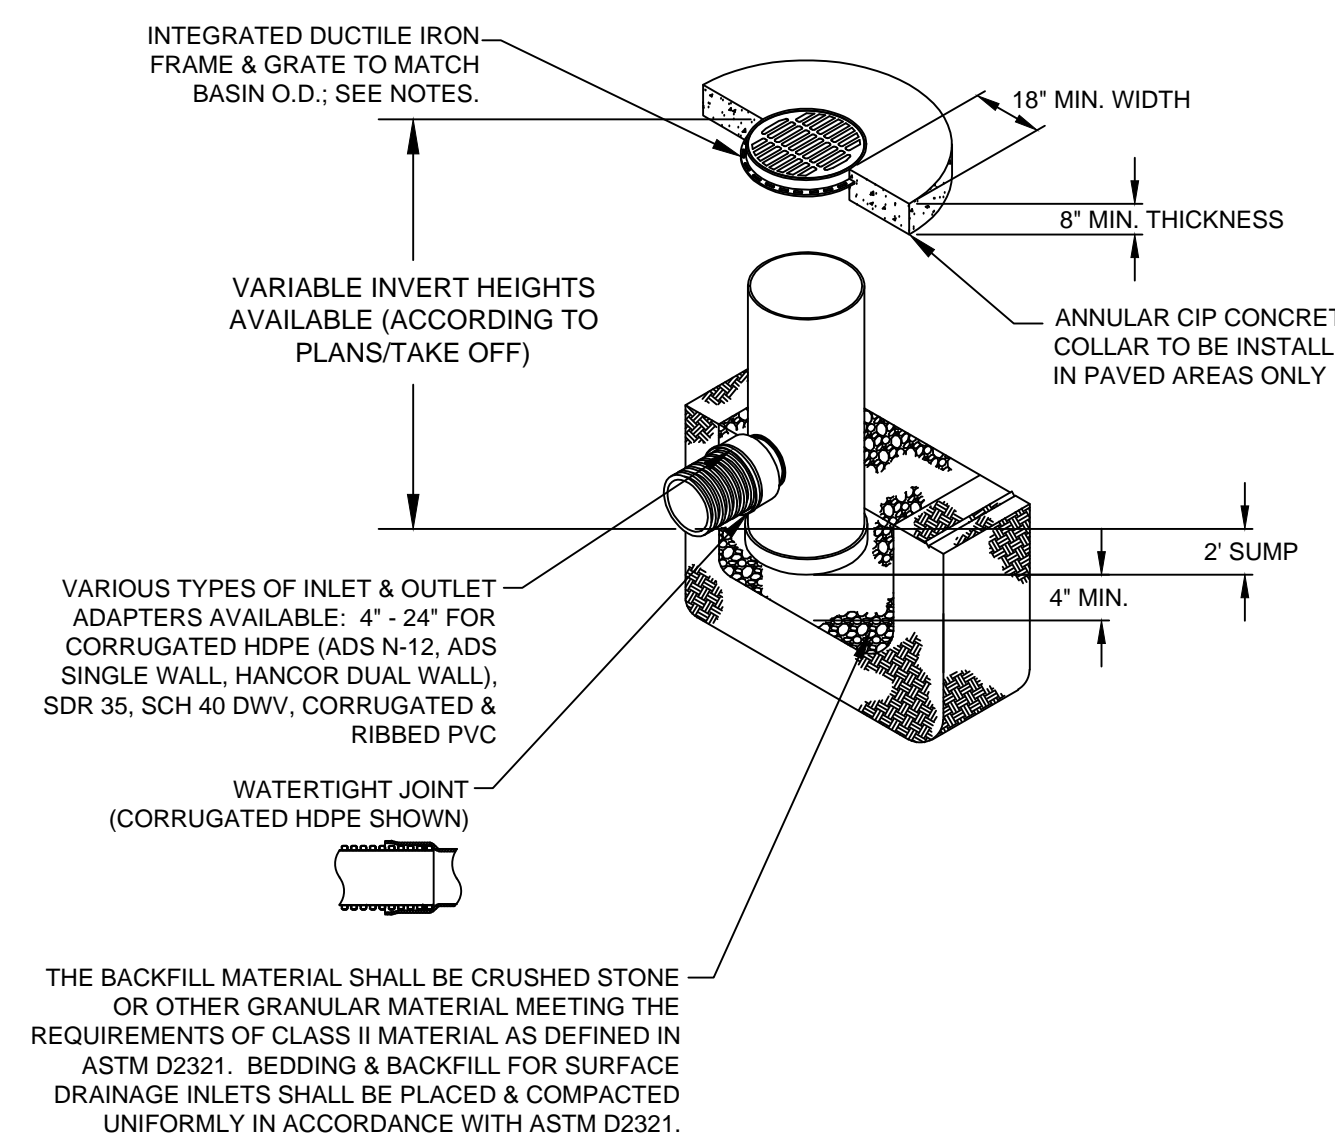 INTEGRATED DUCTILE IRON
FRAME & GRATE TO MATCH
BASIN O.D.; SEE NOTES.
18" MIN. WIDTH
8" MIN. THICKNESS
VARIABLE INVERT HEIGHTS
AVAILABLE (ACCORDING TO
PLANS/TAKE OFF)
ANNULAR CIP CONCRET
COLLAR TO BE INSTALL
IN PAVED AREAS ONLY
2' SUMP
4" MIN.
VARIOUS TYPES OF INLET & OUTLET
ADAPTERS AVAILABLE: 4" - 24" FOR
CORRUGATED HDPE (ADS N-12, ADS
SINGLE WALL, HANCOR DUAL WALL),
SDR 35, SCH 40 DWV, CORRUGATED &
RIBBED PVC
WATERTIGHT JOINT
(CORRUGATED HDPE SHOWN)
THE BACKFILL MATERIAL SHALL BE CRUSHED STONE
OR OTHER GRANULAR MATERIAL MEETING THE
REQUIREMENTS OF CLASS II MATERIAL AS DEFINED IN
ASTM D2321. BEDDING & BACKFILL FOR SURFACE
DRAINAGE INLETS SHALL BE PLACED & COMPACTED
UNIFORMLY IN ACCORDANCE WITH ASTM D2321.